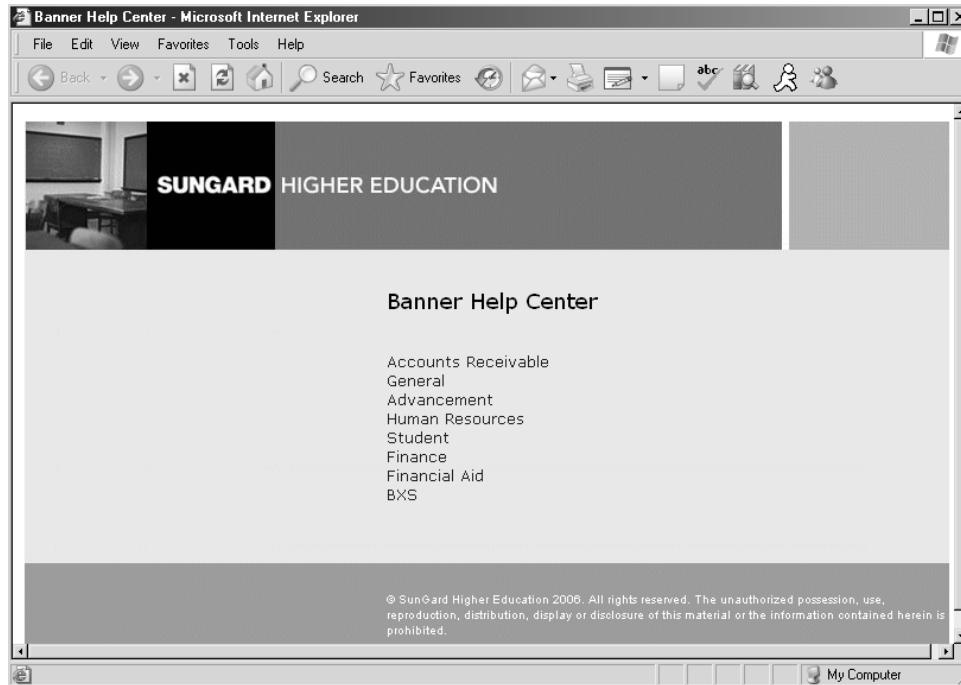 Banner Help Center - Microsoft Internet Explorer
File Edit View Favorites Tools Help
Back Search Favorites abc
SUNGARD HIGHER EDUCATION
Banner Help Center
Accounts Receivable
General
Advancement
Human Resources
Student
Finance
Financial Aid
BXS
© SunGard Higher Education 2006. All rights reserved. The unauthorized possession, use,
reproduction, distribution, display or disclosure of this material or the information contained herein is
prohibited.
My Computer